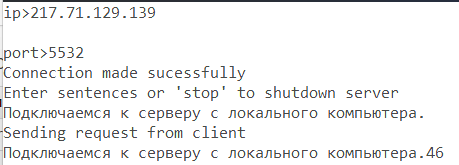 ip>217.71.129.139
port>5532
Connection made sucessfully
Enter sentences or 'stop' to shutdown server
Подключаемся к серверу с локального компьютера.
Sending request from client
Подключаемся к серверу с локального компьютера.46